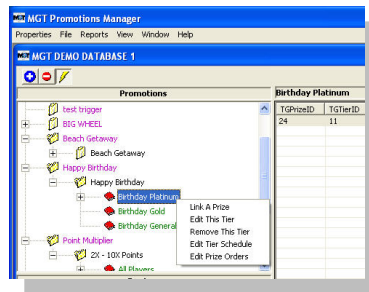 MGT MGT Promotions Manager
Properties File Reports View Window Help
MGT MGT DEMO DATABASE 1
Promotions
Birthday Platinum
TGPrizeID TGTierID
24 11
test trigger
BIG WHEEL
Beach Getaway
Beach Getaway
Happy Birthday
Happy Birthday
Birthday Platinum
Birthday Gold
Birthday General
Link A Prize
Edit This Tier
Remove This Tier
Edit Tier Schedule
Edit Prize Orders
Point Multiplier
2X - 10X Points
All Players